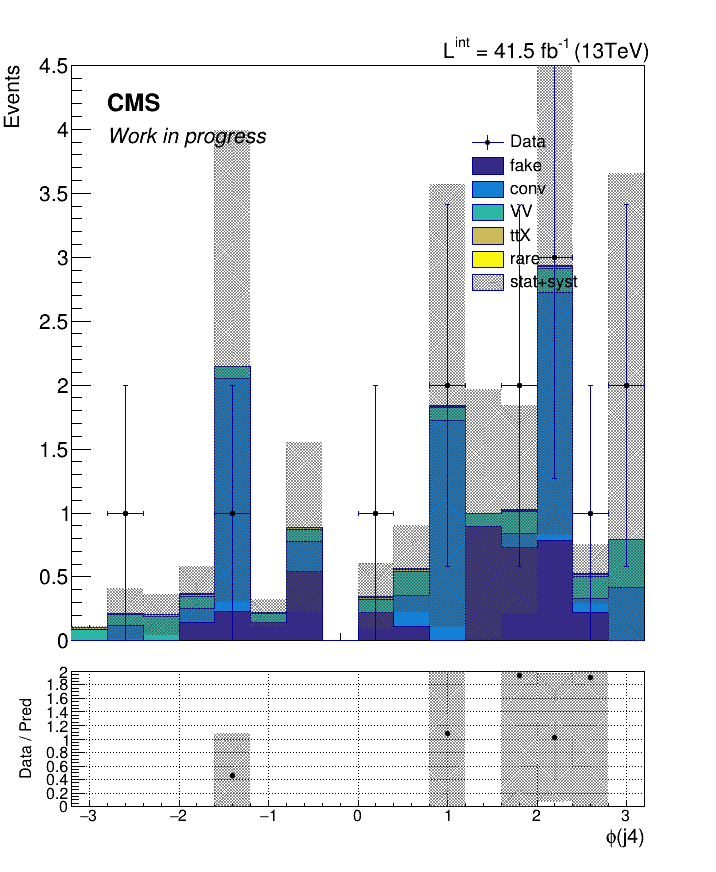 L^int = 41.5 fb^-1 (13TeV)
Events
4.5
4
3.5
3
2.5
2
1.5
1
0.5
0
CMS
Work in progress
Data
fake
conv
VV
ttX
rare
stat+syst
Data / Pred
2
1.8
1.6
1.4
1.2
1
0.8
0.6
0.4
0.2
0
−3 −2 −1 0 1 2 3
ϕ(j4)